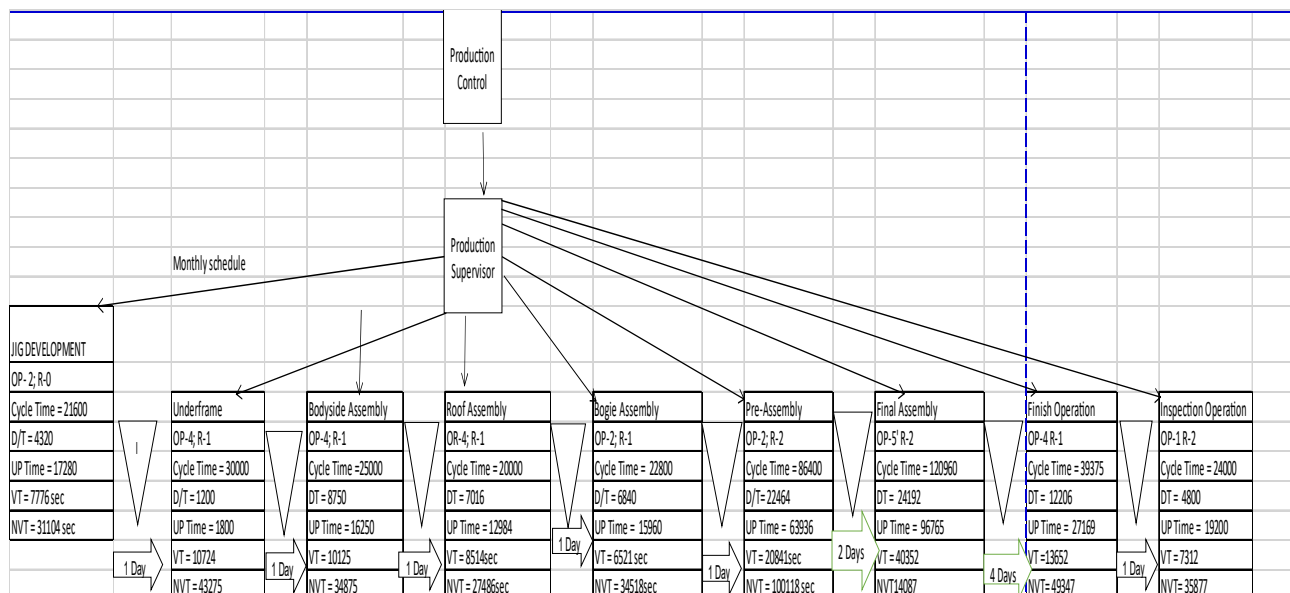 Production
Control
Production
Supervisor
Monthly schedule
JIG DEVELOPMENT
OP- 2; R-0
Cycle Time = 21600
D/T = 4320
UP Time = 17280
VT= 7776 sec
NVT= 31104 sec
I
1 Day
Underframe
OP-4; R-1
Cycle Time = 30000
D/T = 1200
UP Time = 1800
VT = 10724
NVT= 43275
1 Day
Bodyside Assembly
OP-4; R-1
Cycle Time = 25000
DT = 8750
UP Time = 16250
VT = 10125
NVT= 34875
1 Day
Roof Assembly
OR-4; R-1
Cycle Time = 20000
DT = 7016
UP Time = 12984
VT = 8514sec
NVT= 27486sec
1 Day
Bogie Assembly
OP-2; R-1
Cycle Time = 22800
D/T = 6840
UP Time = 15960
VT = 6521 sec
NVT= 34518sec
1 Day
Pre-Assembly
OP-2; R-2
Cycle Time = 86400
D/T= 22464
UP Time = 63936
VT = 20841sec
NVT= 100118 sec
2 Days
Final Assembly
OP-5' R-2
Cycle Time = 120960
DT = 24192
UP Time = 96765
VT = 40352
NVT14087
4 Days
Finish Operation
OP-4 R-1
Cycle Time = 39375
DT = 12206
UP Time = 27169
VT =13652
NVT=49347
1 Day
Inspection Operation
OP-1 R-2
Cycle Time = 24000
DT = 4800
UP Time = 19200
VT = 7312
NVT=35877